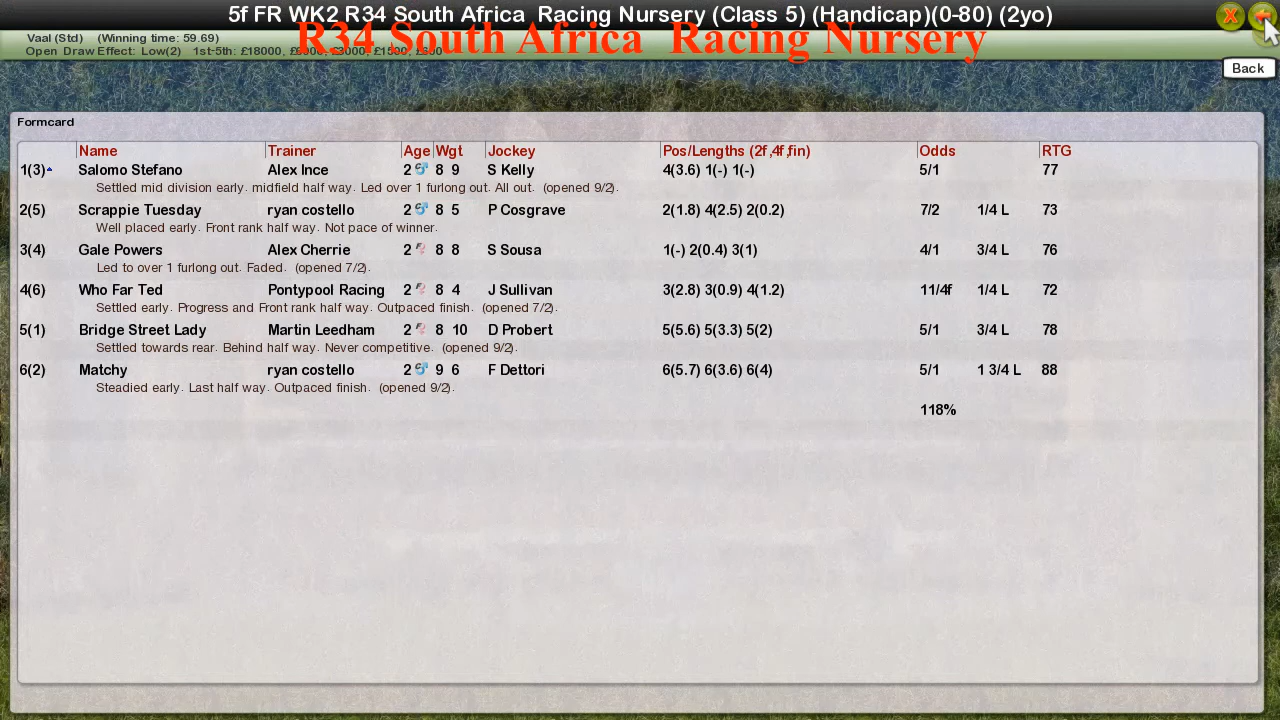 5f FR WK2 R34 South Africa  Racing Nursery (Class 5) (Handicap)(0-80) (2yo)
R34 South Africa  Racing Nursery
Vaal (Std)   (Winning time: 59.69)
Open Draw Effect: Low(2)   1st-5th: £18000, £3000, £1500,
X
Back
Formcard
Name Trainer Age Wgt Jockey Pos/Lengths (2f,4f,fin) Odds RTG
1(3) Salomo Stefano Alex Ince 2 8 9 S Kelly 4(3.6) 1(-) 1(-) 5/1 77
Settled mid division early. midfield half way. Led over 1 furlong out. All out.  (opened 9/2).
2(5) Scrappie Tuesday ryan costello 2 8 5 P Cosgrave 2(1.8) 4(2.5) 2(0.2) 7/2 1/4 L 73
Well placed early. Front rank half way. Not pace of winner.
3(4) Gale Powers Alex Cherrie 2 8 8 S Sousa 1(-) 2(0.4) 3(1) 4/1 3/4 L 76
Led to over 1 furlong out. Faded.  (opened 7/2).
4(6) Who Far Ted Pontypool Racing 2 8 4 J Sullivan 3(2.8) 3(0.9) 4(1.2) 11/4f 1/4 L 72
Settled early. Progress and Front rank half way. Outpaced finish.  (opened 7/2).
5(1) Bridge Street Lady Martin Leedham 2 8 10 D Probert 5(5.6) 5(3.3) 5(2) 5/1 3/4 L 78
Settled towards rear. Behind half way. Never competitive.  (opened 9/2).
6(2) Matchy ryan costello 2 9 6 F Dettori 6(5.7) 6(3.6) 6(4) 5/1 1 3/4 L 88
Steadied early. Last half way. Outpaced finish.  (opened 9/2).
118%